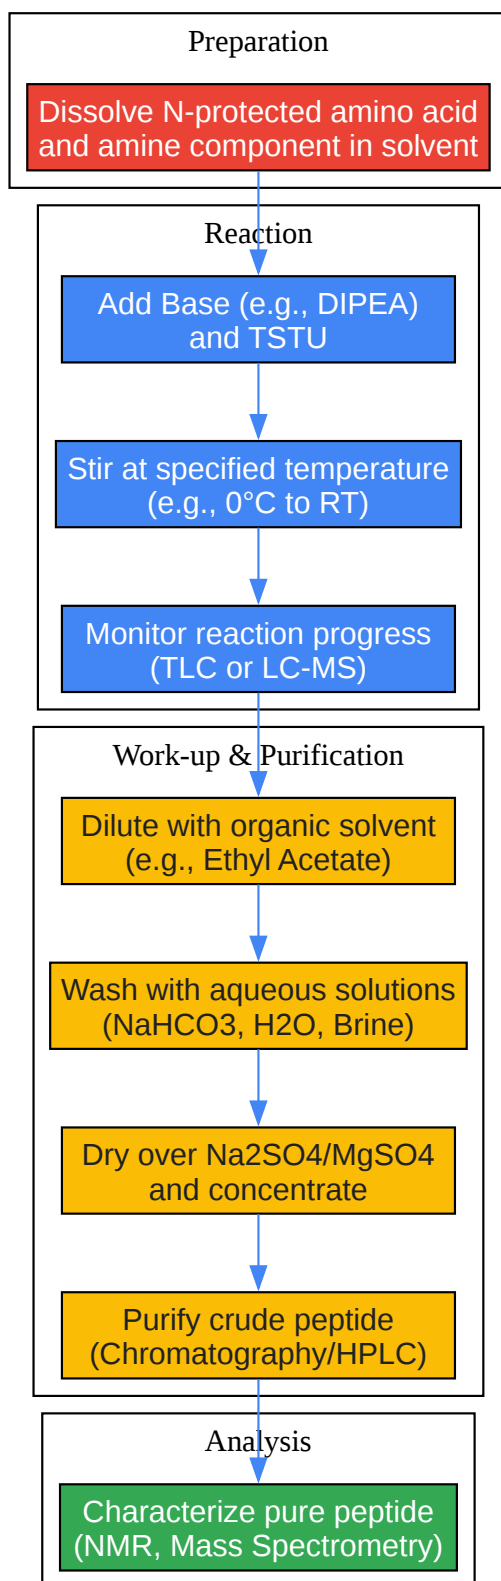 Preparation
Dissolve N-protected amino acid
and amine component in solvent
Reaction
Add Base (e.g., DIPEA)
and TSTU
Stir at specified temperature
(e.g., 0°C to RT)
Monitor reaction progress
(TLC or LC-MS)
Work-up & Purification
Dilute with organic solvent
(e.g., Ethyl Acetate)
Wash with aqueous solutions
(NaHCO3, H2O, Brine)
Dry over Na2SO4/MgSO4
and concentrate
Purify crude peptide
(Chromatography/HPLC)
Analysis
Characterize pure peptide
(NMR, Mass Spectrometry)